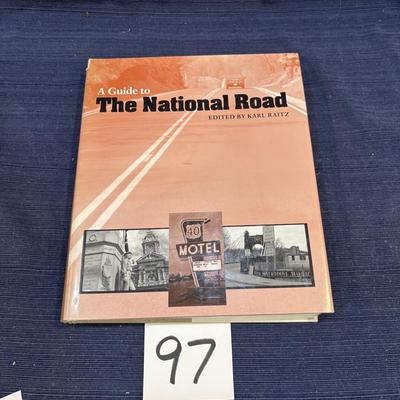 A Guide to
The National Road
EDITED BY KARL RAITZ
40
MOTEL
97